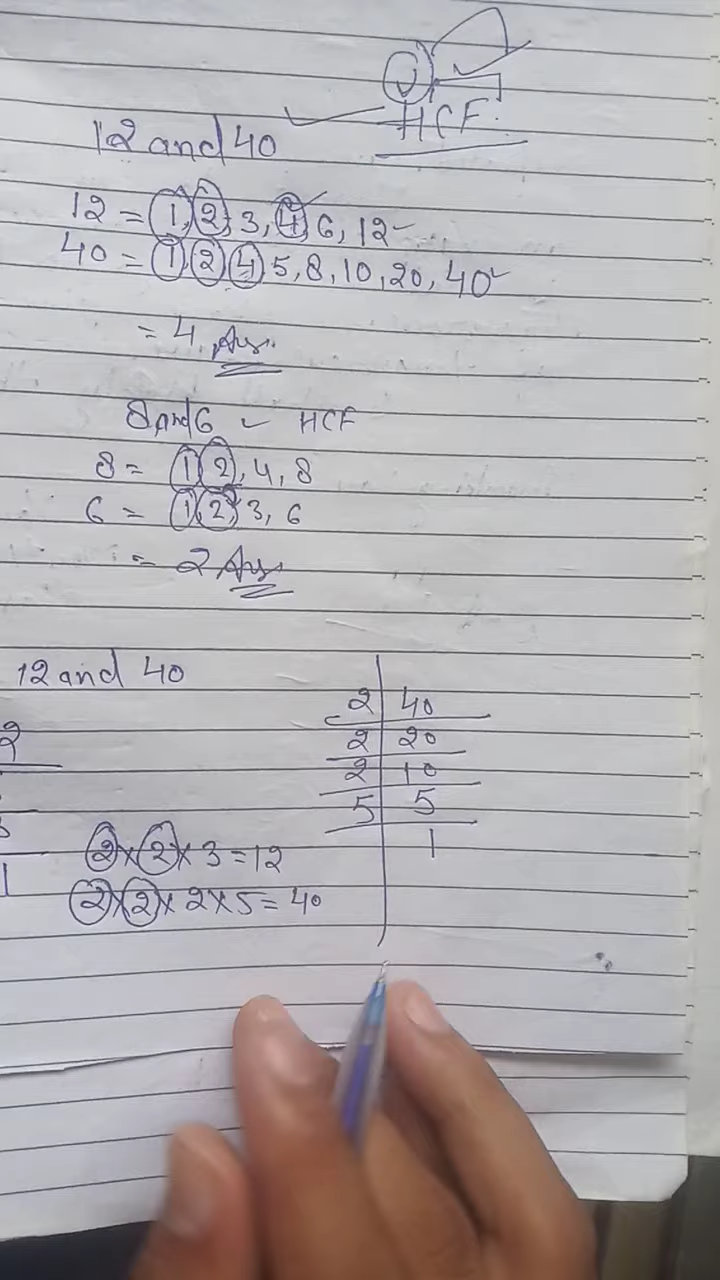 HCF
12 and 40
12 = 1, 2, 3, 4, 6, 12
40 = 1 2 4 5, 8, 10, 20, 40
= 4 Ans.
8 and 6 HCF
8 = 1 2, 4, 8
6 = 1, 2, 3, 6
= 2 Ans
12 and 40
2 40
2
2 20
2 10
5 5
1
1
2 × 2 × 3 = 12
2 × 2 × 2 × 5 = 40